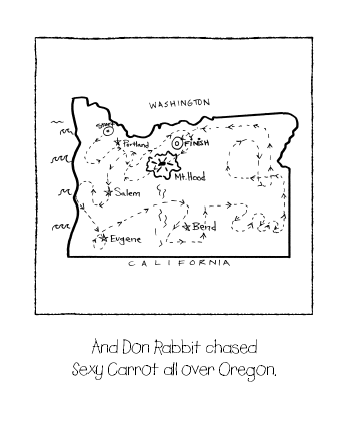 WASHINGTON
START
Portland
FINISH
Mt. Hood
Salem
Bend
Eugene
CALIFORNIA
And Don Rabbit chased
Sexy Carrot all over Oregon.